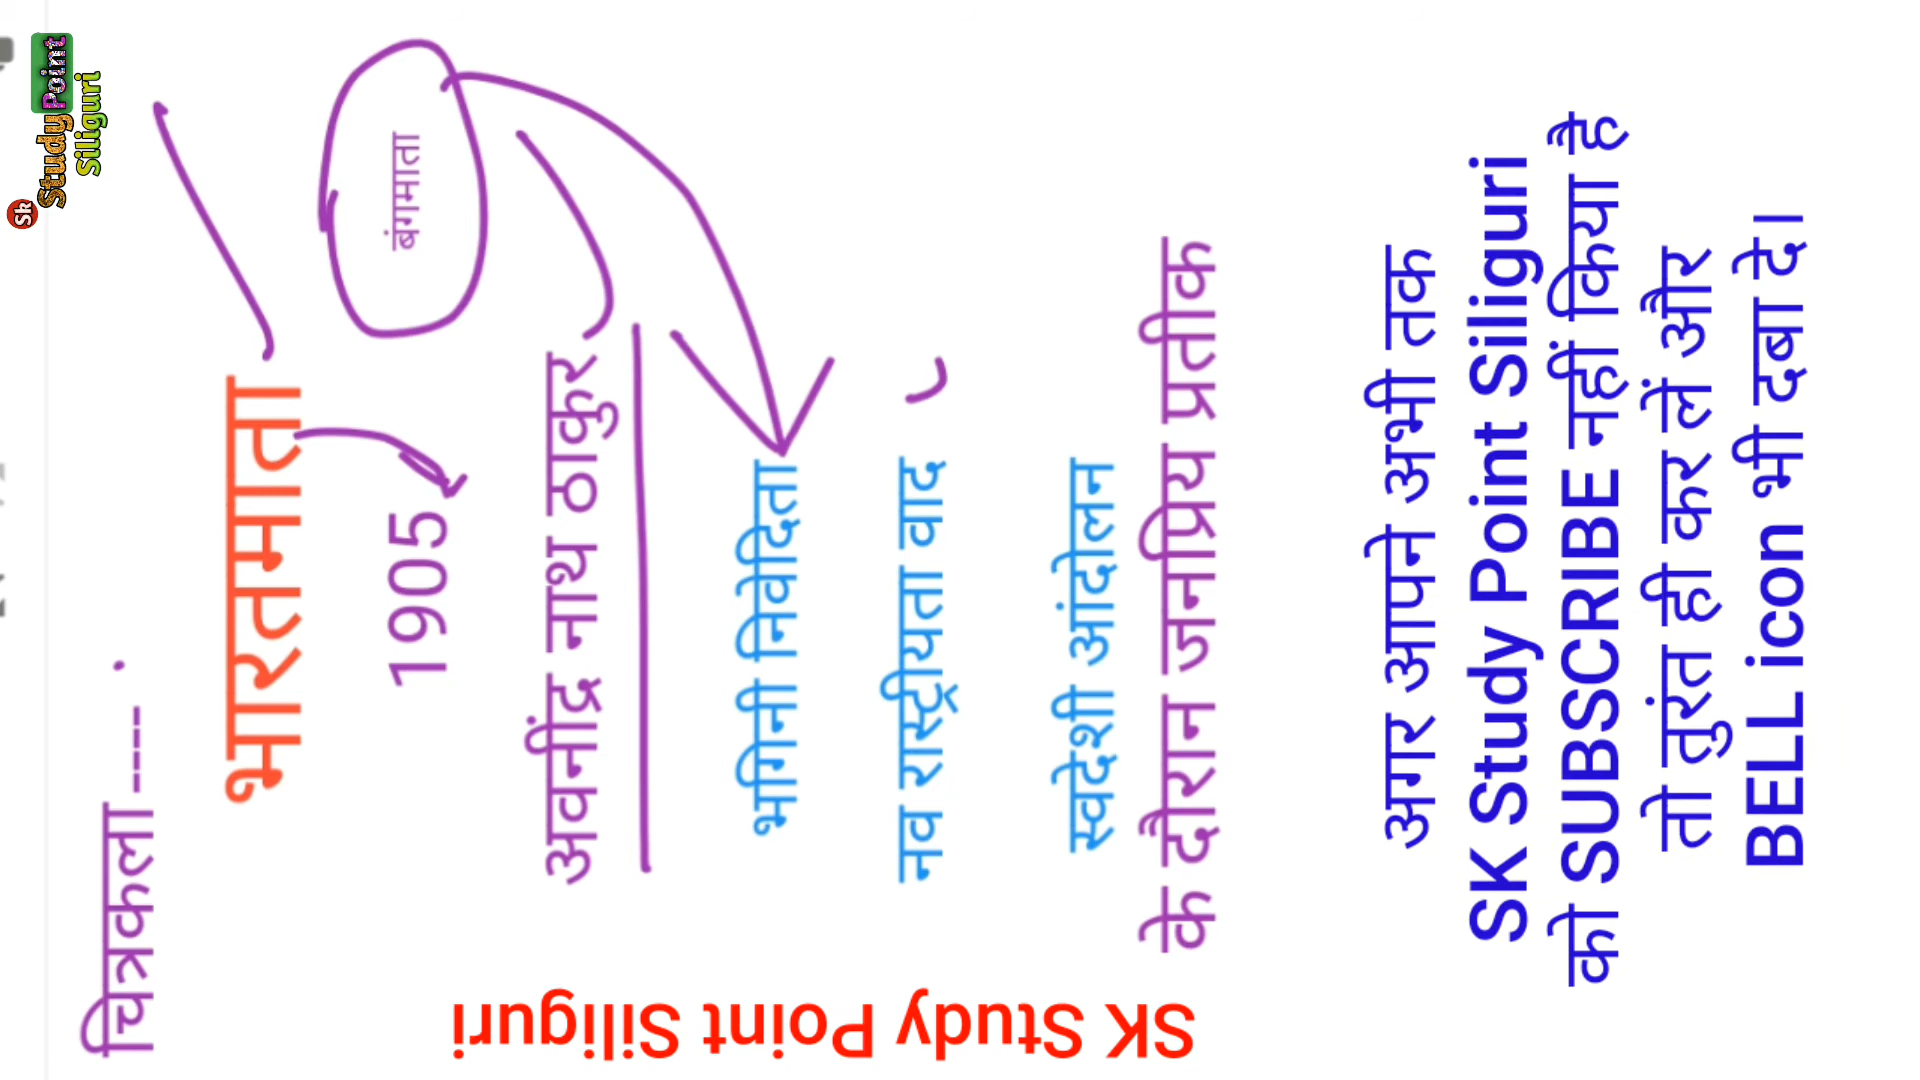 Sk Study Point
Siliguri
चित्रकला----
भारतमाता
1905
बंगमाता
अवनींद्र नाथ ठाकुर
भगिनी निवेदिता
नव रास्ट्रीयता वाद
स्वदेशी आंदोलन
के दौरान जनप्रिय प्रतीक
अगर आपने अभी तक
SK Study Point Siliguri
को SUBSCRIBE नहीं किया है
तो तुरंत ही कर लें और
BELL icon भी दबा दे।
SK Study Point Siliguri